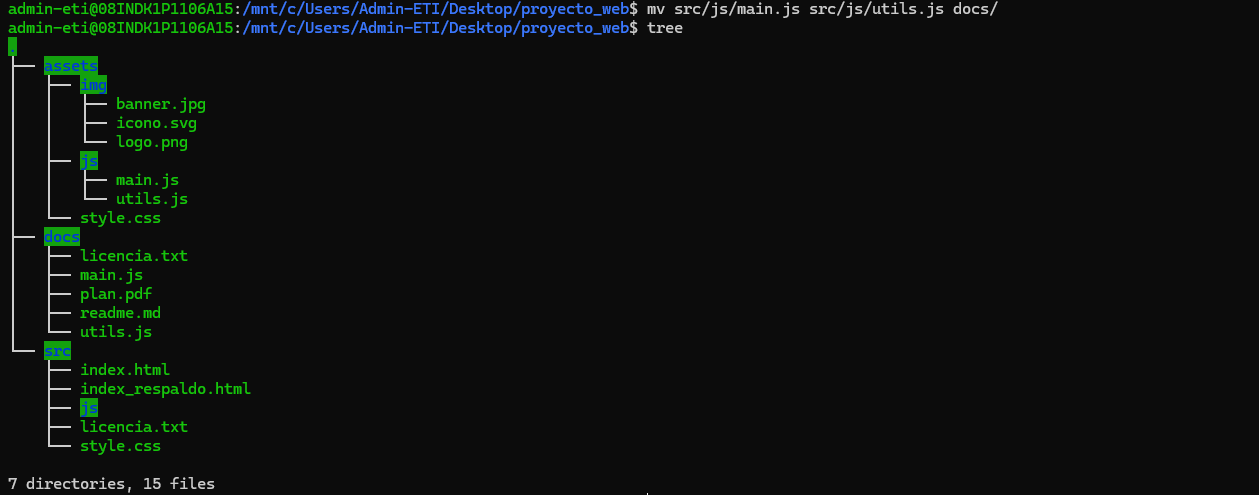 admin-eti@08INDK1P1106A15:/mnt/c/Users/Admin-ETI/Desktop/proyecto_web$ mv src/js/main.js src/js/utils.js docs/
admin-eti@08INDK1P1106A15:/mnt/c/Users/Admin-ETI/Desktop/proyecto_web$ tree
.
├── assets
│   ├── img
│   │   ├── banner.jpg
│   │   ├── icono.svg
│   │   └── logo.png
│   ├── js
│   │   ├── main.js
│   │   └── utils.js
│   └── style.css
├── docs
│   ├── licencia.txt
│   ├── main.js
│   ├── plan.pdf
│   ├── readme.md
│   └── utils.js
└── src
    ├── index.html
    ├── index_respaldo.html
    ├── js
    ├── licencia.txt
    └── style.css
7 directories, 15 files